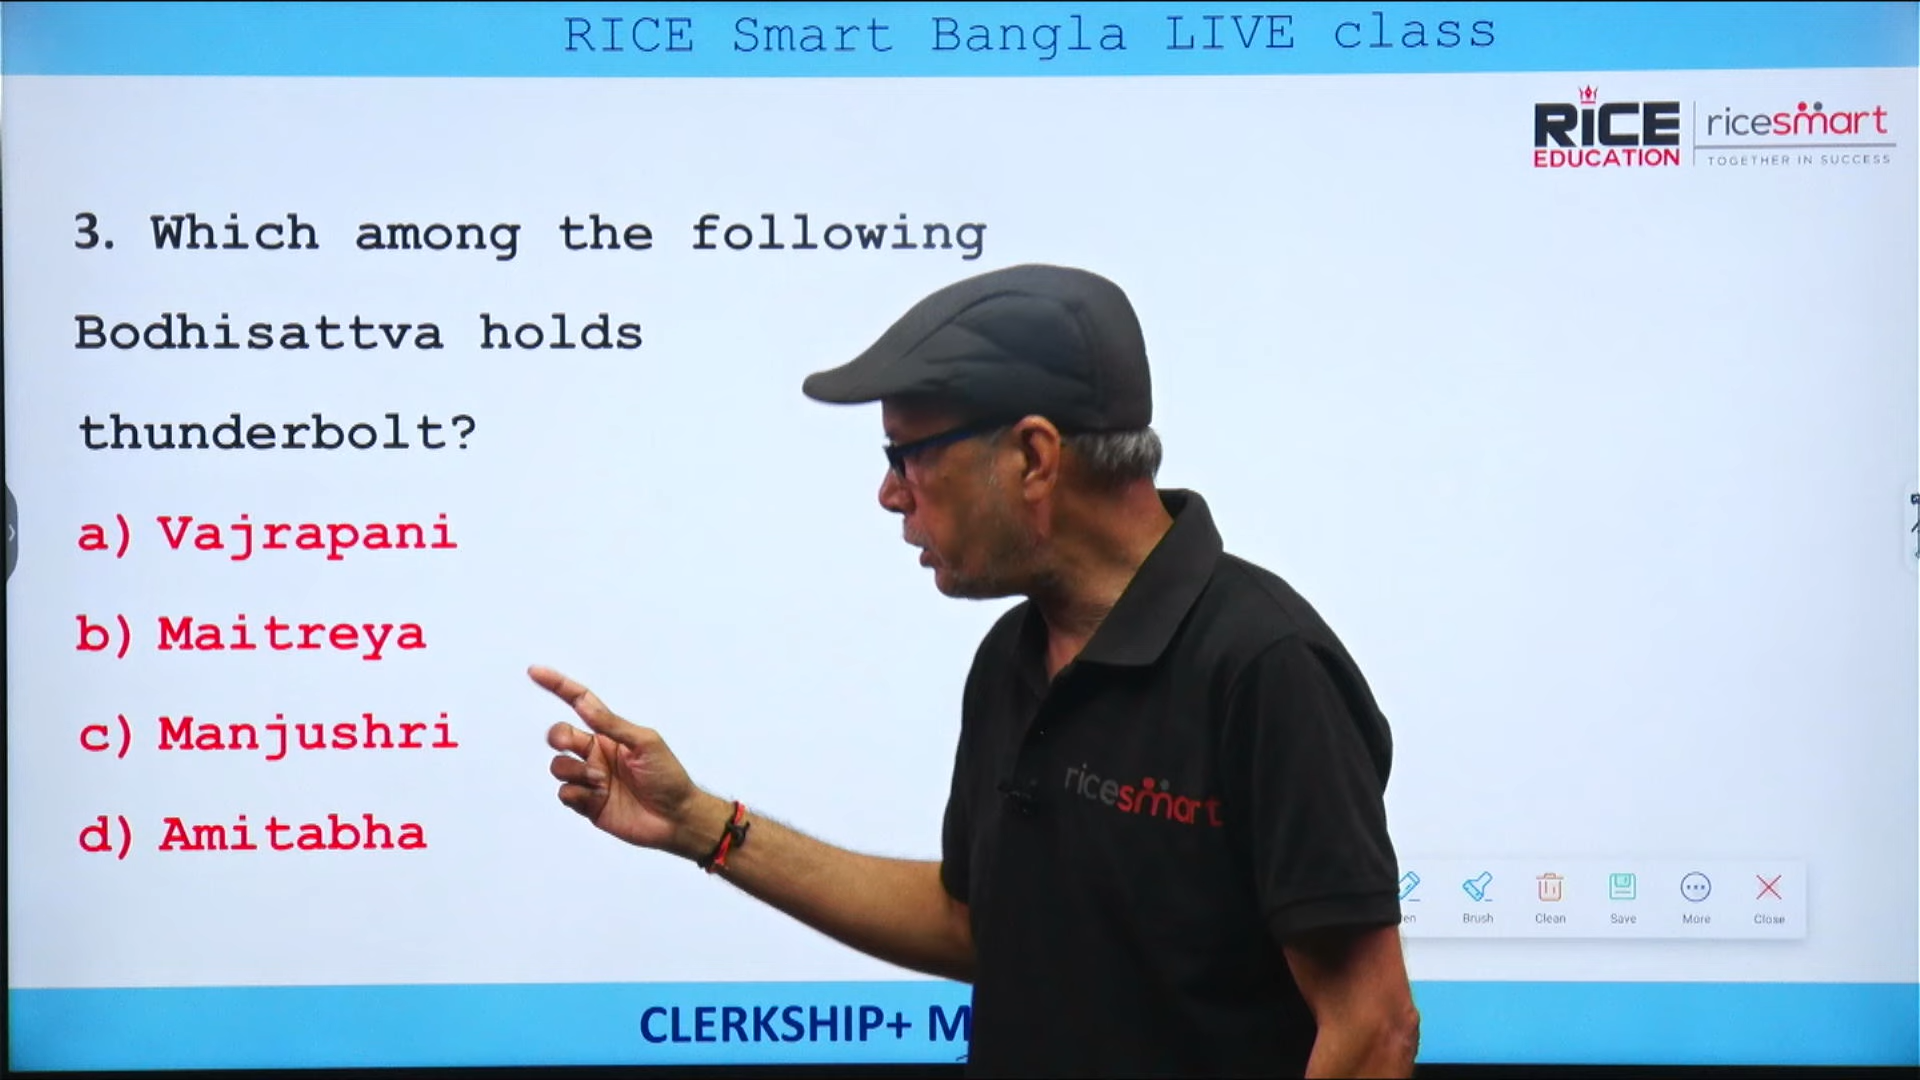 RICE Smart Bangla LIVE class
RICE
EDUCATION
ricesmart
TOGETHER IN SUCCESS
3. Which among the following
Bodhisattva holds
thunderbolt?
a) Vajrapani
b) Maitreya
c) Manjushri
d) Amitabha
ricesmart
Brush
Clean
Save
More
Close
CLERKSHIP+